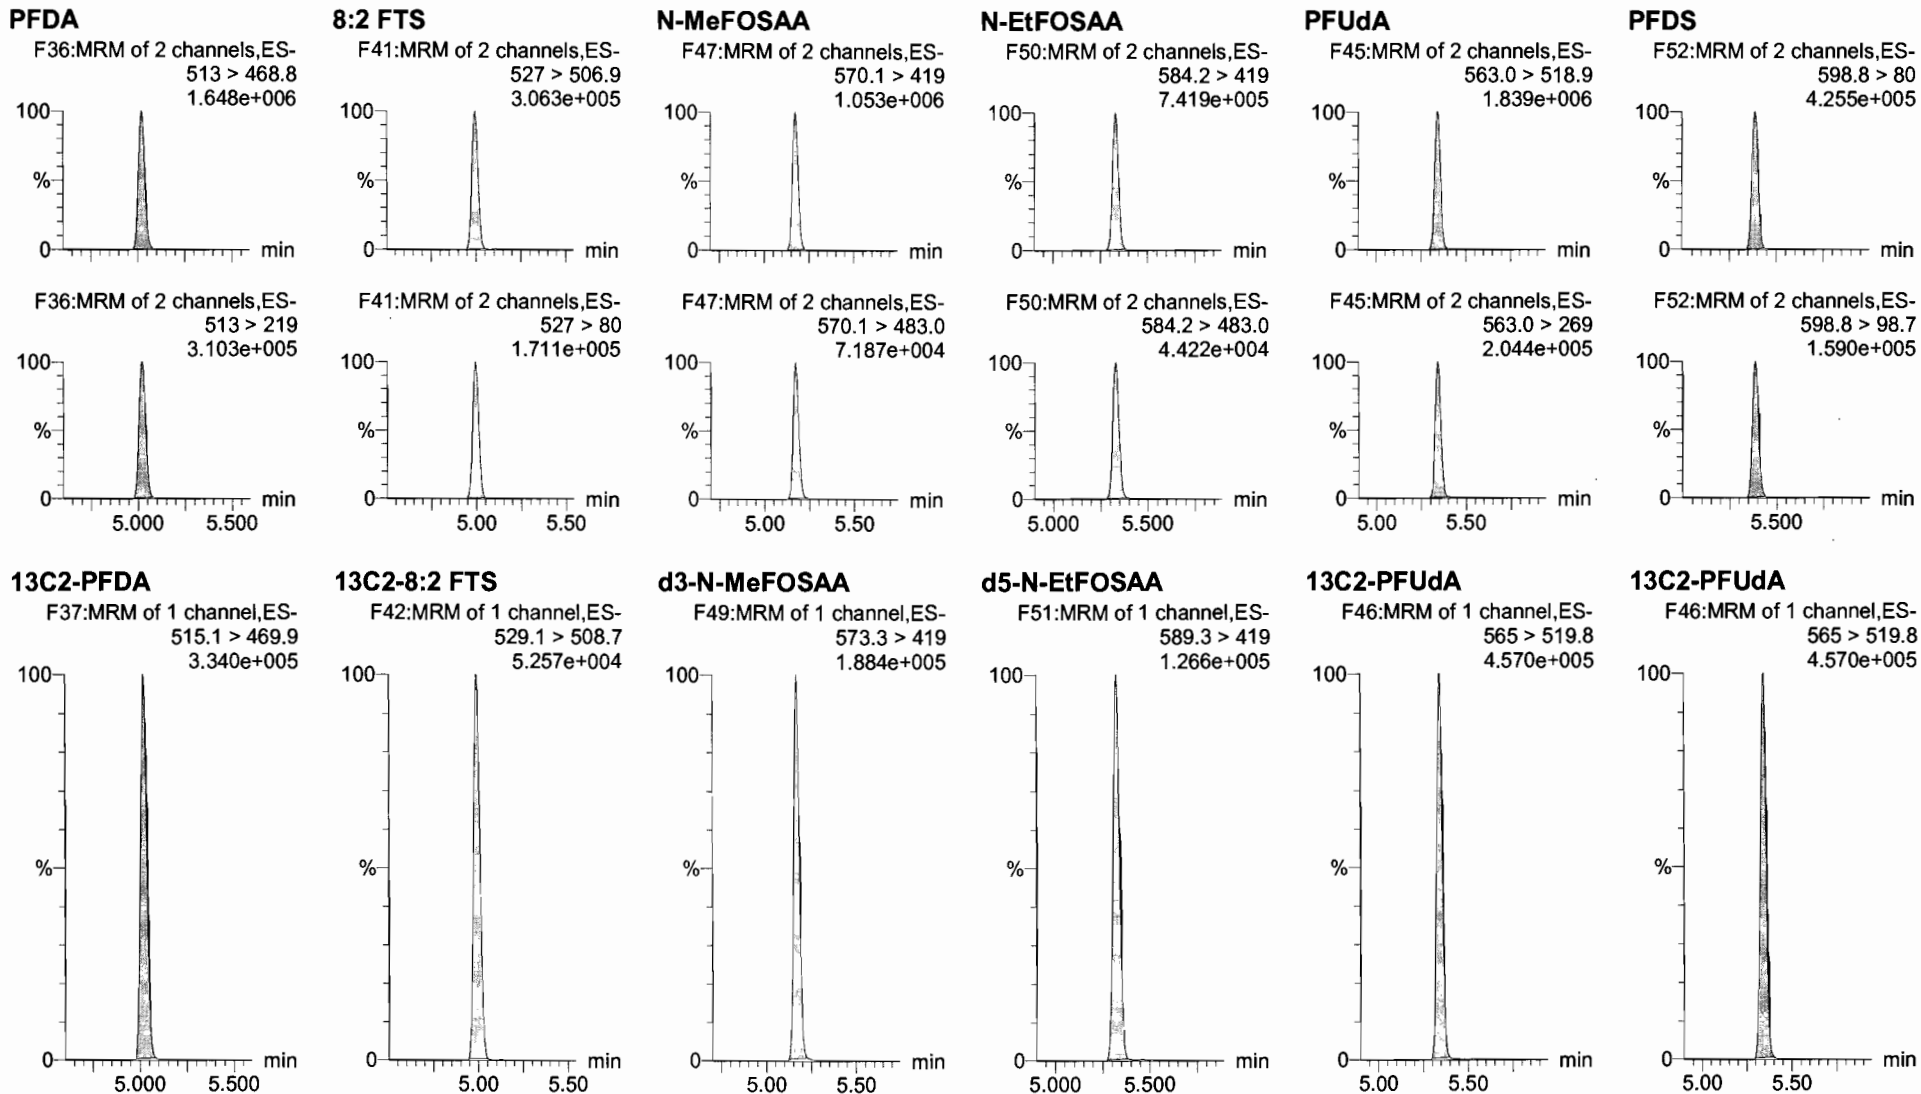 PFDA
F36:MRM of 2 channels,ES-
513 > 468.8
1.648e+006
100
%
0
min
8:2 FTS
F41:MRM of 2 channels,ES-
527 > 506.9
3.063e+005
100
%
0
min
N-MeFOSAA
F47:MRM of 2 channels,ES-
570.1 > 419
1.053e+006
100
%
0
min
N-EtFOSAA
F50:MRM of 2 channels,ES-
584.2 > 419
7.419e+005
100
%
0
min
PFUdA
F45:MRM of 2 channels,ES-
563.0 > 518.9
1.839e+006
100
%
0
min
PFDS
F52:MRM of 2 channels,ES-
598.8 > 80
4.255e+005
100
%
0
min
F36:MRM of 2 channels,ES-
513 > 219
3.103e+005
100
%
0
min
5.000 5.500
F41:MRM of 2 channels,ES-
527 > 80
1.711e+005
100
%
0
min
5.00 5.50
F47:MRM of 2 channels,ES-
570.1 > 483.0
7.187e+004
100
%
0
min
5.00 5.50
F50:MRM of 2 channels,ES-
584.2 > 483.0
4.422e+004
100
%
0
min
5.000 5.500
F45:MRM of 2 channels,ES-
563.0 > 269
2.044e+005
100
%
0
min
5.00 5.50
F52:MRM of 2 channels,ES-
598.8 > 98.7
1.590e+005
100
%
0
min
5.500
13C2-PFDA
F37:MRM of 1 channel,ES-
515.1 > 469.9
3.340e+005
100
%
0
min
5.000 5.500
13C2-8:2 FTS
F42:MRM of 1 channel,ES-
529.1 > 508.7
5.257e+004
100
%
0
min
5.00 5.50
d3-N-MeFOSAA
F49:MRM of 1 channel,ES-
573.3 > 419
1.884e+005
100
%
0
min
5.00 5.50
d5-N-EtFOSAA
F51:MRM of 1 channel,ES-
589.3 > 419
1.266e+005
100
%
0
min
5.000 5.500
13C2-PFUdA
F46:MRM of 1 channel,ES-
565 > 519.8
4.570e+005
100
%
0
min
5.00 5.50
13C2-PFUdA
F46:MRM of 1 channel,ES-
565 > 519.8
4.570e+005
100
%
0
min
5.00 5.50